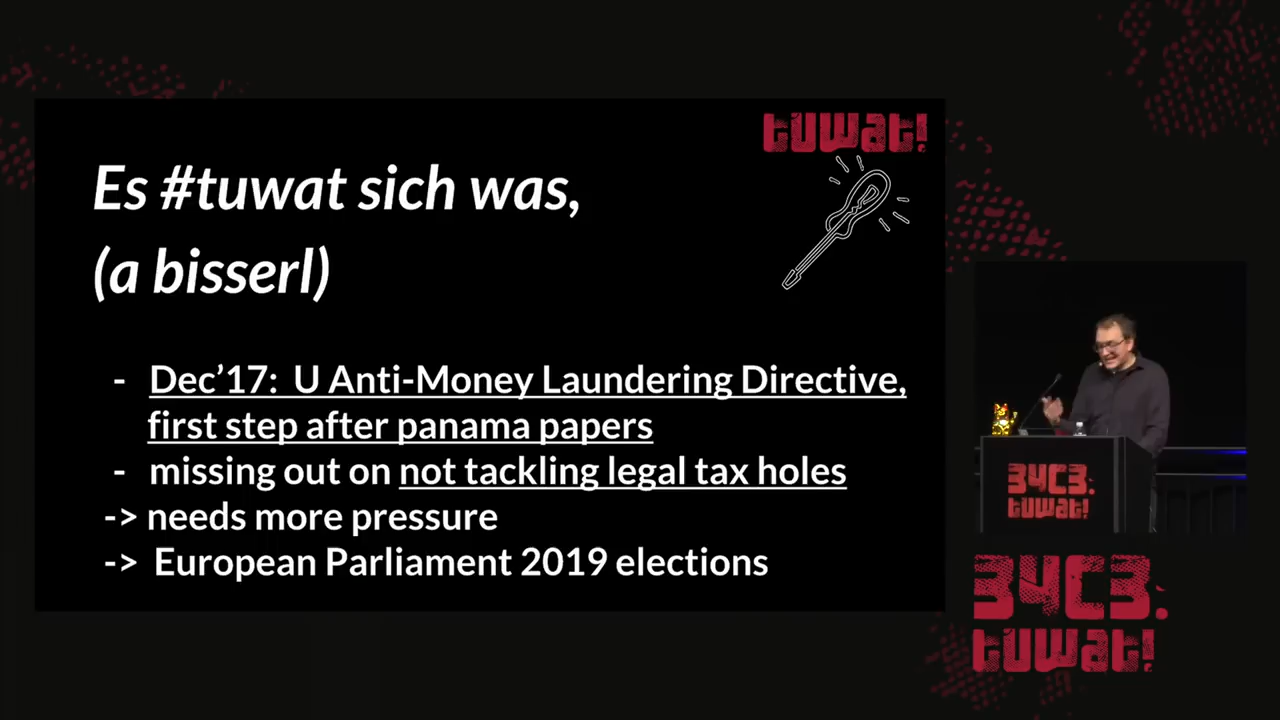 tuwat!
Es #tuwat sich was,
(a bisserl)
- Dec’17:  U Anti-Money Laundering Directive,
first step after panama papers
- missing out on not tackling legal tax holes
-> needs more pressure
-> European Parliament 2019 elections
34C3.
tuwat!
34C3.
tuwat!